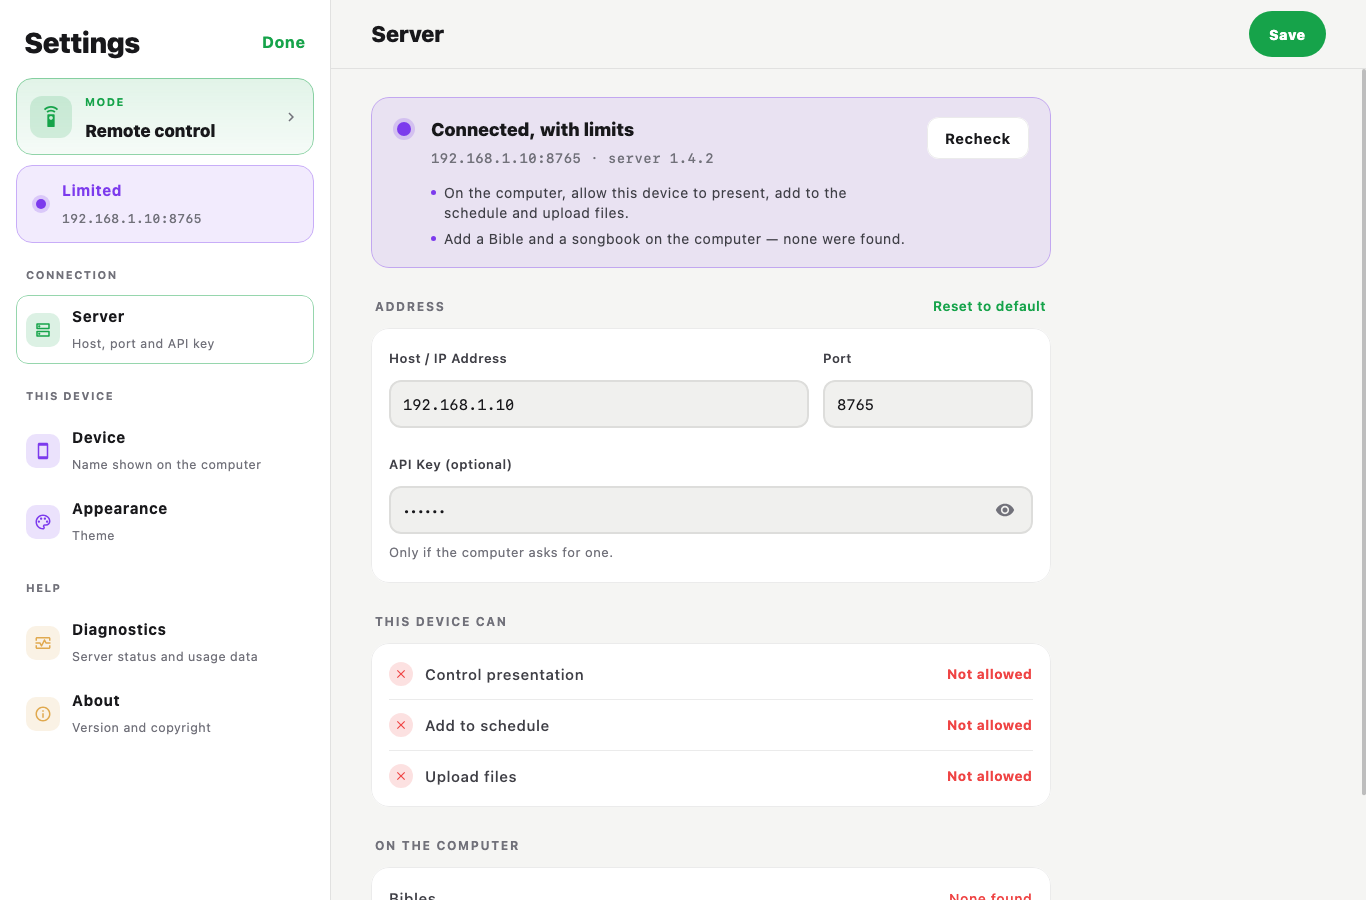 Settings
Done
MODE
Remote control
Limited
192.168.1.10:8765
CONNECTION
Server
Host, port and API key
THIS DEVICE
Device
Name shown on the computer
Appearance
Theme
HELP
Diagnostics
Server status and usage data
About
Version and copyright
Server
Save
Connected, with limits
192.168.1.10:8765 · server 1.4.2
Recheck
• On the computer, allow this device to present, add to the
schedule and upload files.
• Add a Bible and a songbook on the computer — none were found.
ADDRESS
Reset to default
Host / IP Address
Port
192.168.1.10
8765
API Key (optional)
••••••
Only if the computer asks for one.
THIS DEVICE CAN
Control presentation
Not allowed
Add to schedule
Not allowed
Upload files
Not allowed
ON THE COMPUTER
Bibles
None found